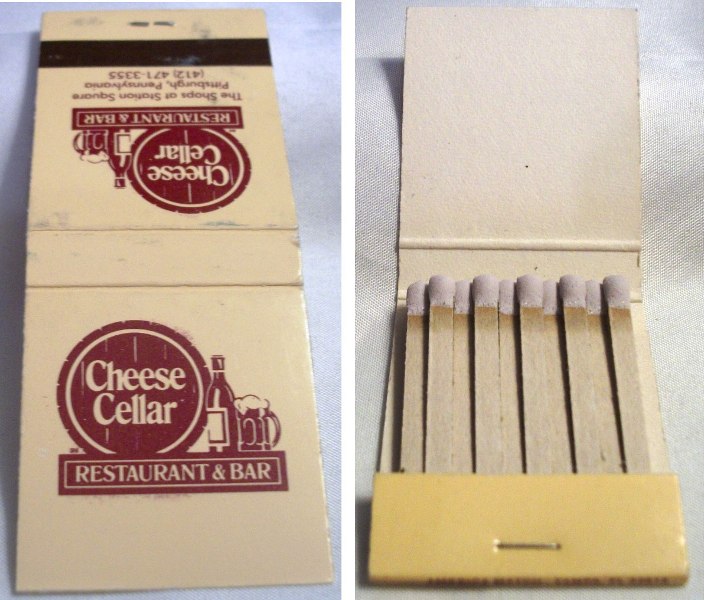 The Shops at Station Square
Pittsburgh, Pennsylvania
(412) 471-3355
Cheese
Cellar
RESTAURANT & BAR
Cheese
Cellar
RESTAURANT & BAR